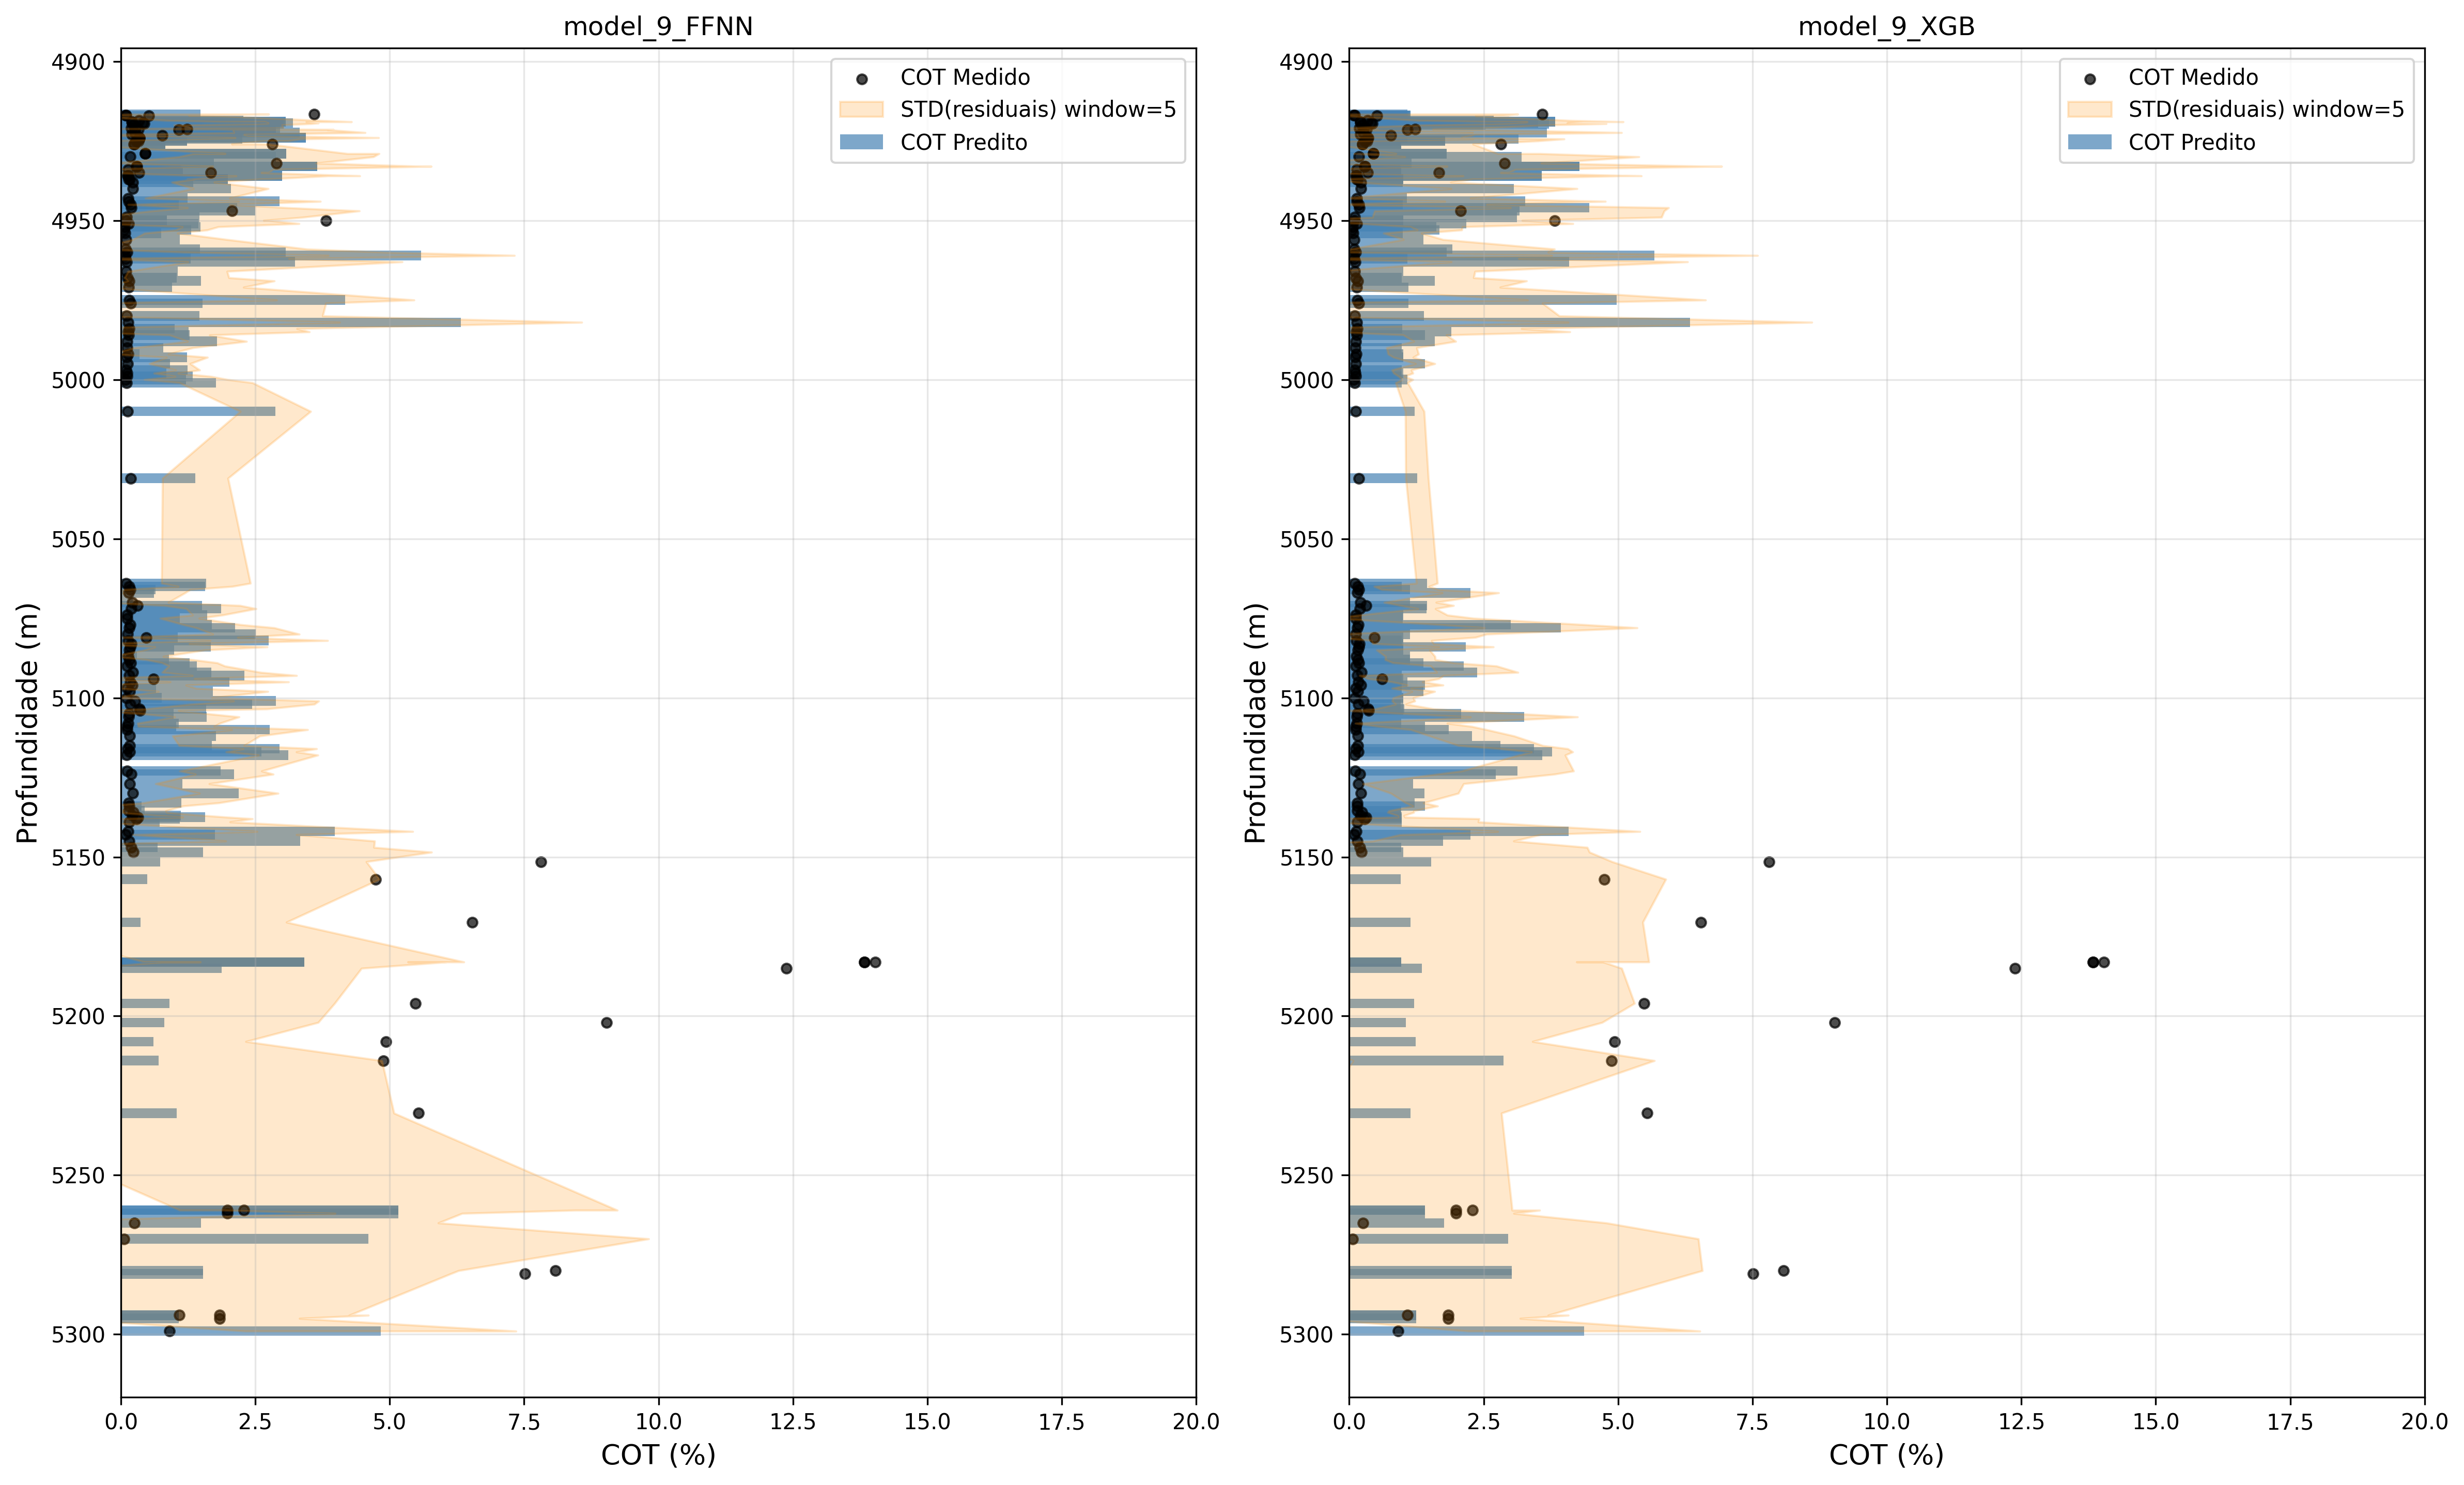 model_9_FFNN
COT Medido
STD(residuais) window=5
COT Predito
4900
4950
5000
5050
5100
5150
5200
5250
5300
Profundidade (m)
0.0 2.5 5.0 7.5 10.0 12.5 15.0 17.5 20.0
COT (%)
model_9_XGB
COT Medido
STD(residuais) window=5
COT Predito
4900
4950
5000
5050
5100
5150
5200
5250
5300
Profundidade (m)
0.0 2.5 5.0 7.5 10.0 12.5 15.0 17.5 20.0
COT (%)